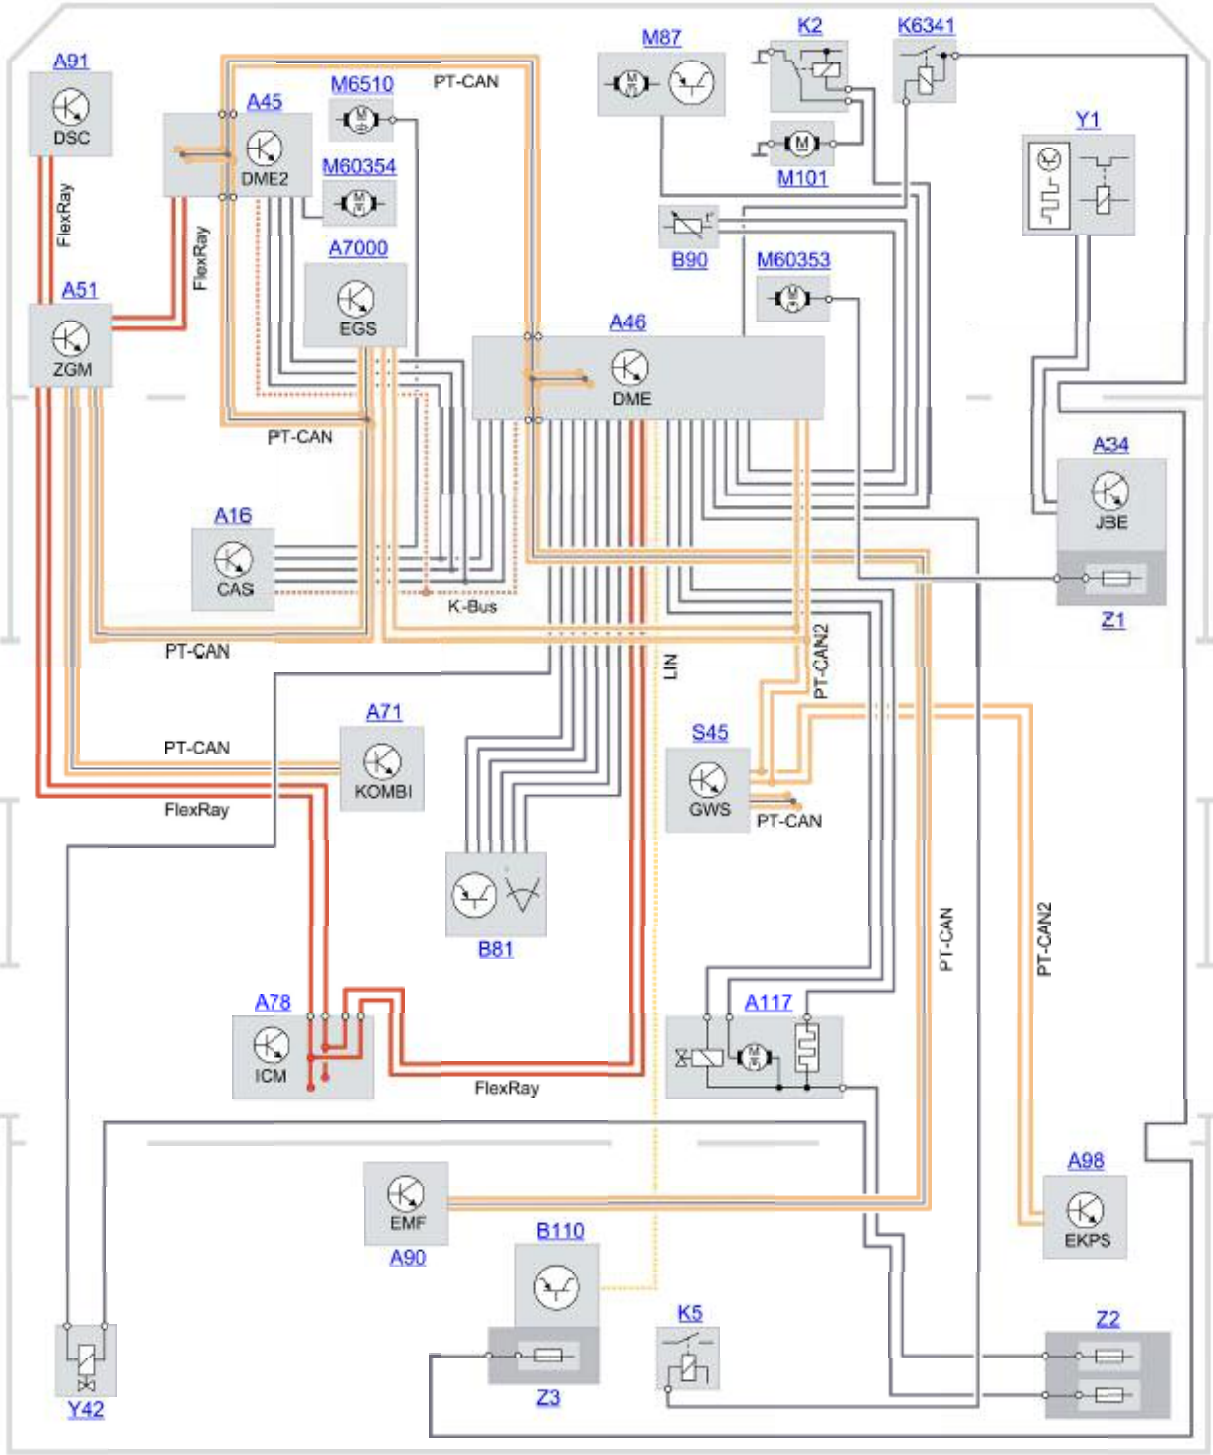 A91
DSC
FlexRay
PT-CAN
M6510
A45
DME2
M60354
FlexRay
A7000
EGS
M87
K2
K6341
M101
Y1
B90
M60353
A51
ZGM
A46
DME
PT-CAN
A34
JBE
Z1
A16
CAS
K-Bus
PT-CAN
LIN
PT-CAN2
A71
PT-CAN
KOMBI
FlexRay
S45
GWS
PT-CAN
B81
PT-CAN
PT-CAN2
A78
ICM
FlexRay
A117
A98
EKPS
EMF
A90
B110
K5
Z2
Z3
Y42